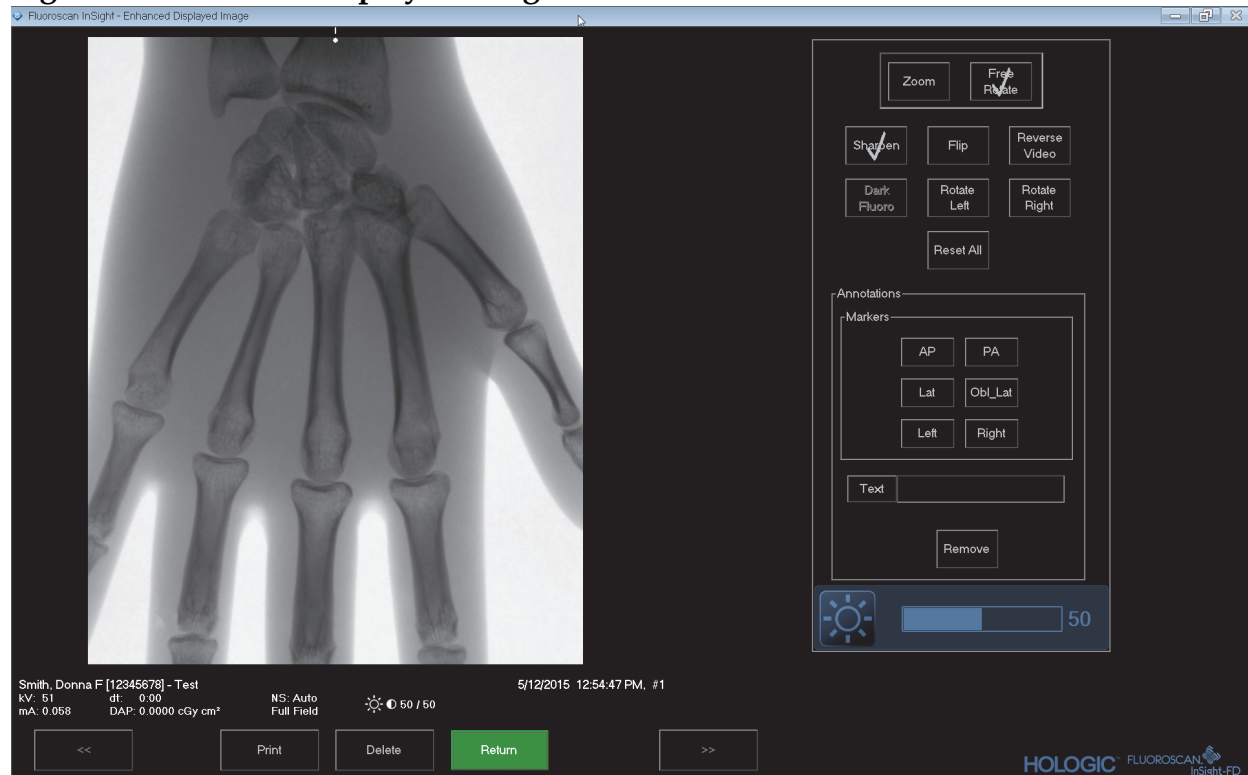 Fluoroscan InSight - Enhanced Displayed Image
Zoom
Free
Rotate
Sharpen
Flip
Reverse
Video
Dark
Fluoro
Rotate
Left
Rotate
Right
Reset All
Annotations
Markers
AP
PA
Lat
Obl_Lat
Left
Right
Text
Remove
50
Smith, Donna F [12345678] - Test
5/12/2015 12:54:47 PM, #1
kV: 51 dt: 0:00 NS: Auto
mA: 0.058 DAP: 0.0000 cGy cm² Full Field
50 / 50
<<
Print
Delete
Return
>>
HOLOGIC™ FLUOROSCAN
InSight-FD